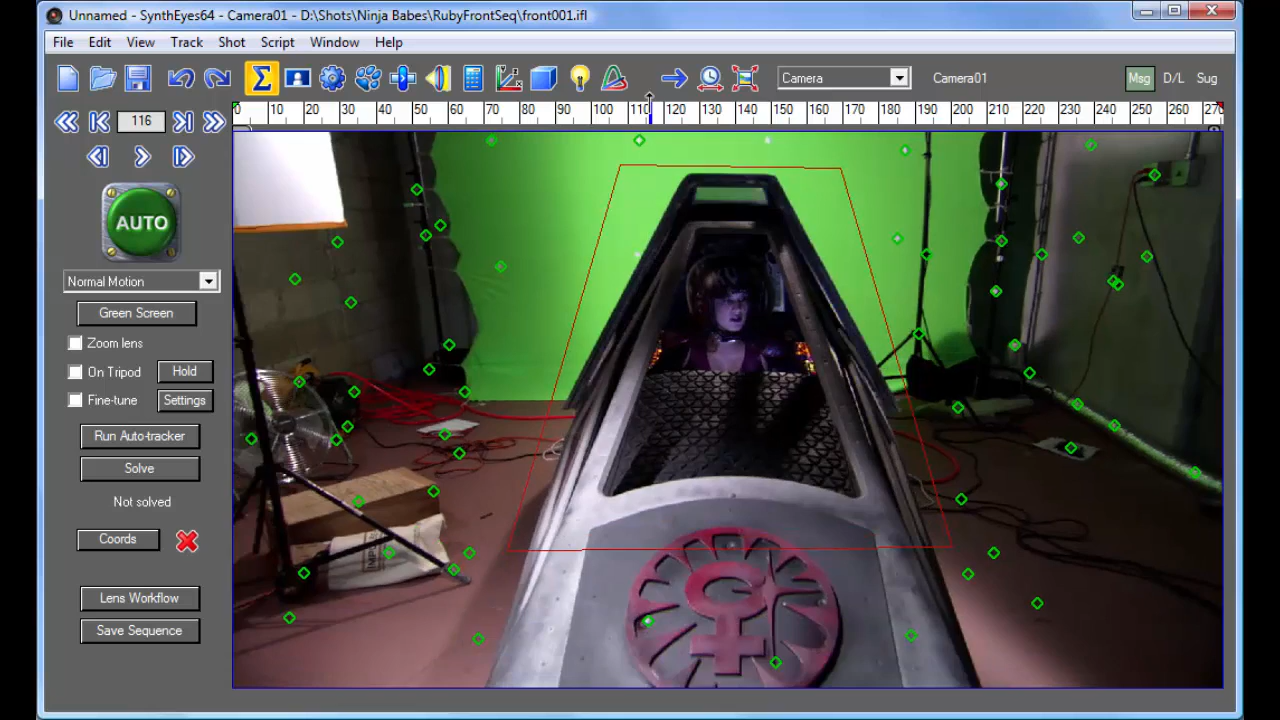 Unnamed - SynthEyes64 - Camera01 - D:\Shots\Ninja Babes\RubyFrontSeq\front001.ifl
File Edit View Track Shot Script Window Help
Camera Camera01 Msg D/L Sug
116 0 10 20 30 40 50 60 70 80 90 100 110 120 130 140 150 160 170 180 190 200 210 220 230 240 250 260 270
AUTO
Normal Motion
Green Screen
Zoom lens
On Tripod Hold
Fine-tune Settings
Run Auto-tracker
Solve
Not solved
Coords
Lens Workflow
Save Sequence